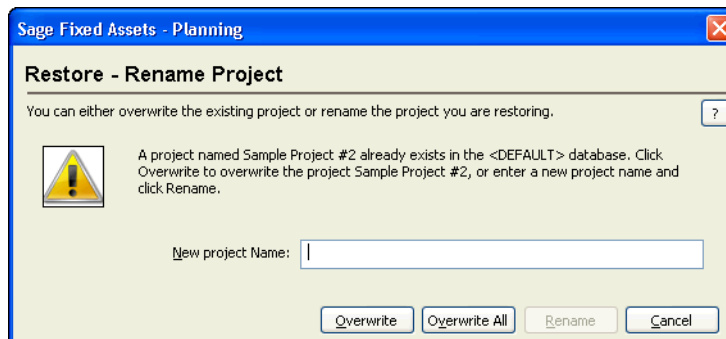 Sage Fixed Assets - Planning
Restore - Rename Project
You can either overwrite the existing project or rename the project you are restoring.
?
A project named Sample Project #2 already exists in the <DEFAULT> database. Click
Overwrite to overwrite the project Sample Project #2, or enter a new project name and
click Rename.
New project Name:
Overwrite Overwrite All Rename Cancel